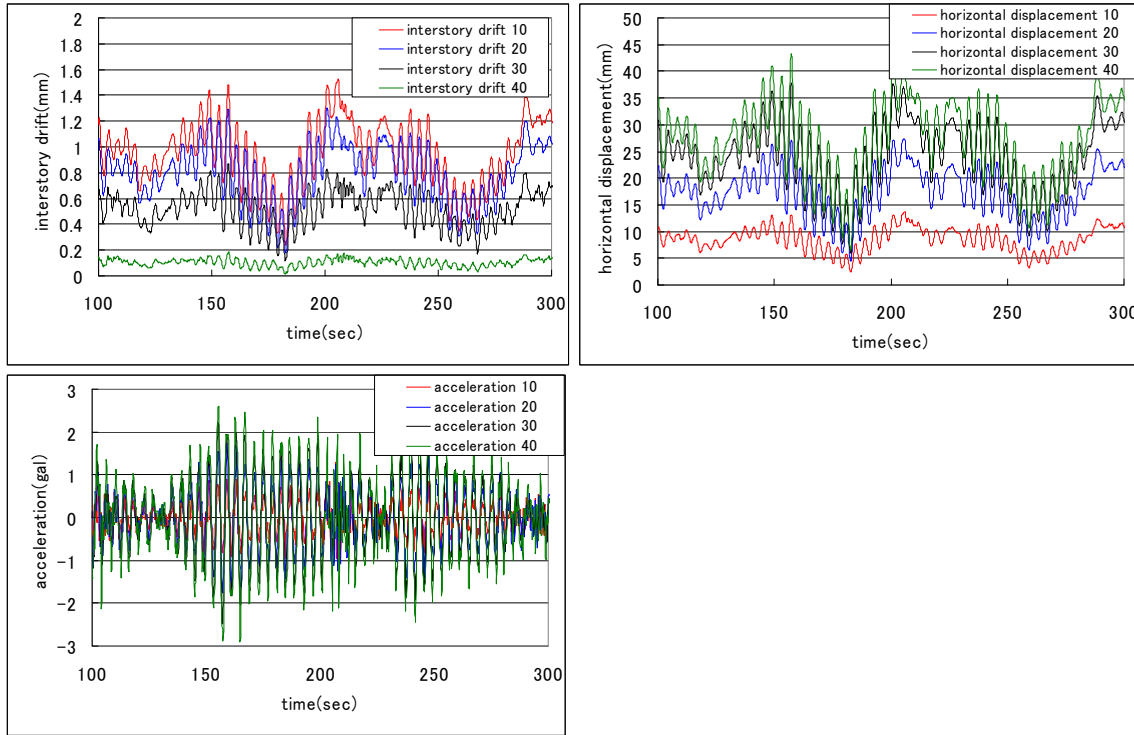 2
1.8
1.6
1.4
1.2
1
0.8
0.6
0.4
0.2
0
interstory drift(mm)
interstory drift 10
interstory drift 20
interstory drift 30
interstory drift 40
100 150 200 250 300
time(sec)
50
45
40
35
30
25
20
15
10
5
0
horizontal displacement(mm)
horizontal displacement 10
horizontal displacement 20
horizontal displacement 30
horizontal displacement 40
100 150 200 250 300
time(sec)
3
2
1
0
-1
-2
-3
acceleration(gal)
acceleration 10
acceleration 20
acceleration 30
acceleration 40
100 150 200 250 300
time(sec)